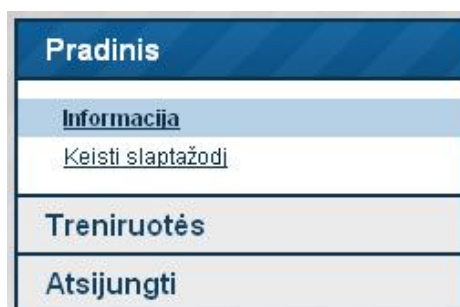 Pradinis
Informacija
Keisti slaptažodį
Treniruotės
Atsijungti